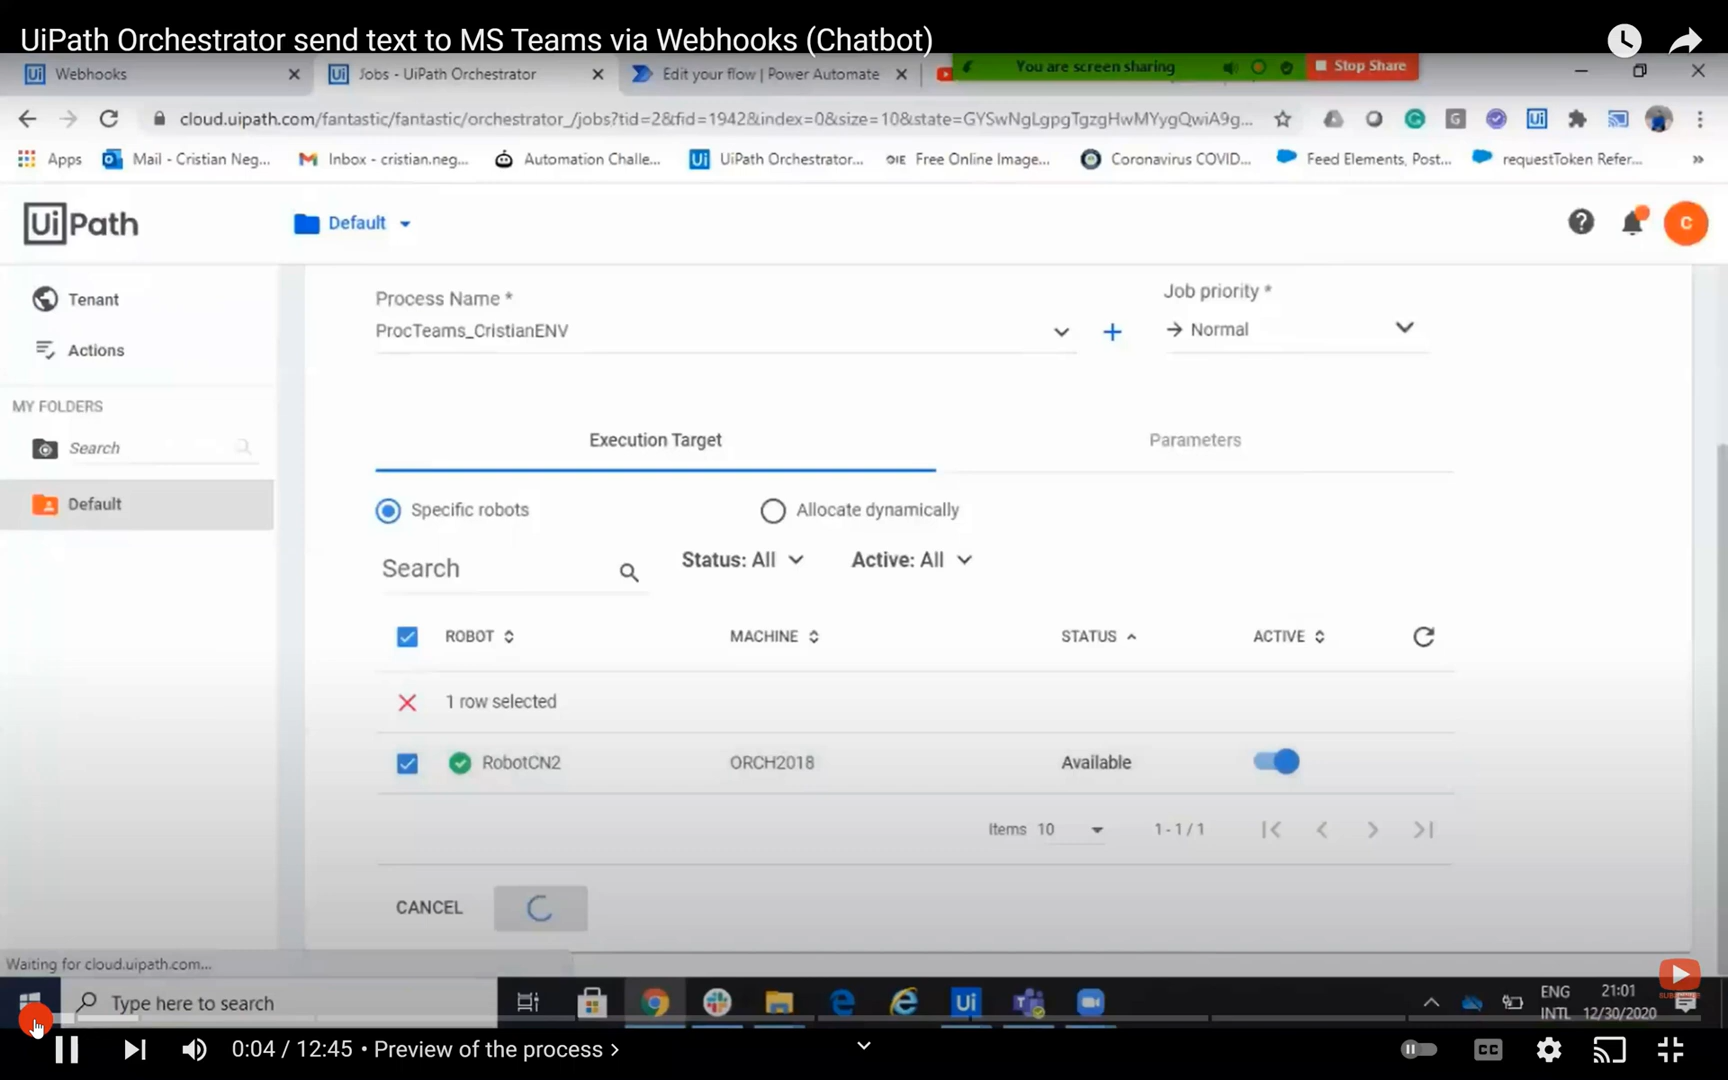 UiPath Orchestrator send text to MS Teams via Webhooks (Chatbot)
Webhooks
Jobs - UiPath Orchestrator
Edit your flow | Power Automate
You are screen sharing
Stop Share
cloud.uipath.com/fantastic/fantastic/orchestrator_/jobs?tid=2&fid=1942&index=0&size=10&state=GYSwNgLgpgTgzgHwMYygQwiA9g...
Apps
Mail - Cristian Neg...
Inbox - cristian.neg...
Automation Challe...
UiPath Orchestrator...
Free Online Image...
Coronavirus COVID...
Feed Elements, Post...
requestToken Refer...
»
UiPath
Default
C
Tenant
Actions
MY FOLDERS
Search
Default
Process Name *
ProcTeams_CristianENV
Job priority *
Normal
Execution Target
Parameters
Specific robots
Allocate dynamically
Search
Status: All
Active: All
ROBOT
MACHINE
STATUS
ACTIVE
1 row selected
RobotCN2
ORCH2018
Available
Items 10
1 - 1 / 1
CANCEL
Waiting for cloud.uipath.com...
Type here to search
ENG
INTL
21:01
12/30/2020
SUBSCRIBE
0:04 / 12:45 • Preview of the process
CC